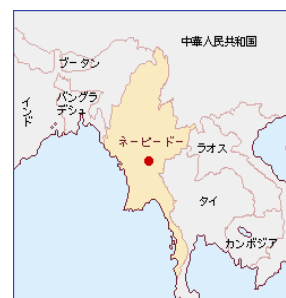 中華人民共和国
ブータン
インド
バングラ
デシュ
ネーピードー
ラオス
タイ
カンボジア